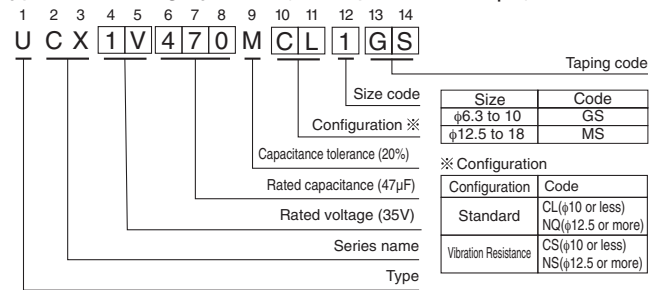 1 2 3 4 5 6 7 8 9 10 11 12 13 14
U C X 1 V 4 7 0 M C L 1 G S
Taping code
Size code
Configuration ※
Capacitance tolerance (20%)
Rated capacitance (47µF)
Rated voltage (35V)
Series name
Type
Size Code
ϕ6.3 to 10 GS
ϕ12.5 to 18 MS
※ Configuration
Configuration Code
Standard CL(ϕ10 or less)
NQ(ϕ12.5 or more)
Vibration Resistance CS(ϕ10 or less)
NS(ϕ12.5 or more)